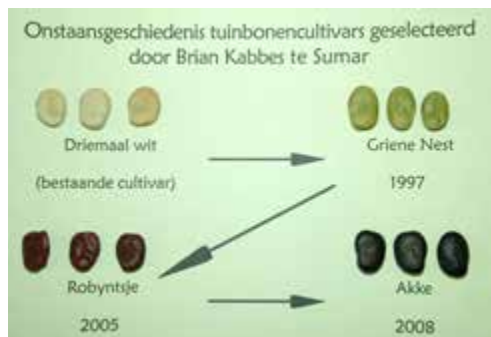 Onstaansgeschiedenis tuinbonencultivars geselecteerd
door Brian Kabbes te Sumar
Driemaal wit
(bestaande cultivar)
Griene Nest
1997
Robyntsje
2005
Akke
2008